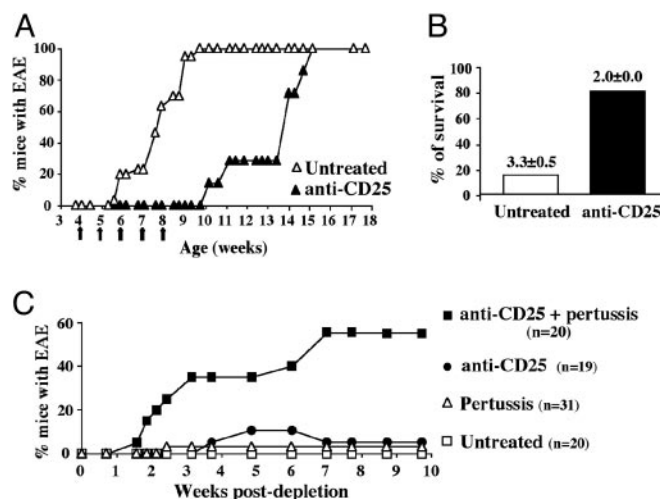 A
% mice with EAE
100
80
60
40
20
0
Untreated
anti-CD25
3 4 5 6 7 8 9 10 11 12 13 14 15 16 17 18
Age (weeks)
B
% of survival
100
80
60
40
20
0
3.3±0.5
2.0±0.0
Untreated anti-CD25
C
% mice with EAE
60
40
20
0
0 1 2 3 4 5 6 7 8 9 10
Weeks post-depletion
anti-CD25 + pertussis
(n=20)
anti-CD25 (n=19)
Pertussis (n=31)
Untreated (n=20)